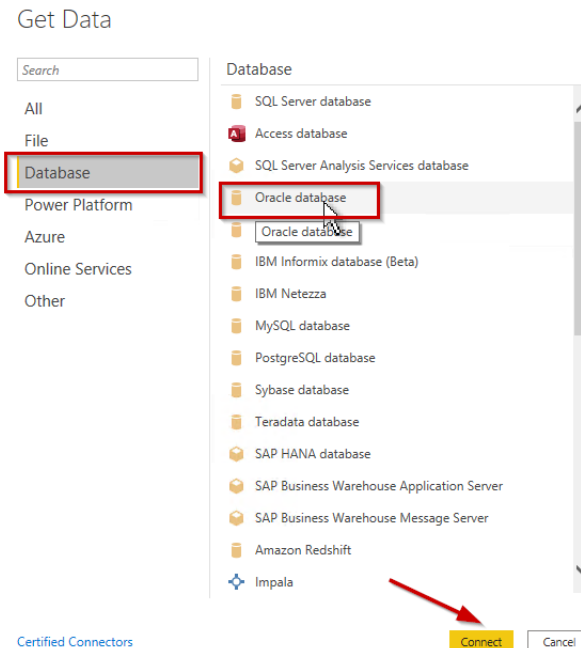 Get Data
Search
All
File
Database
Power Platform
Azure
Online Services
Other
Database
SQL Server database
Access database
SQL Server Analysis Services database
Oracle database
Oracle database
IBM Informix database (Beta)
IBM Netezza
MySQL database
PostgreSQL database
Sybase database
Teradata database
SAP HANA database
SAP Business Warehouse Application Server
SAP Business Warehouse Message Server
Amazon Redshift
Impala
Certified Connectors
Connect
Cancel